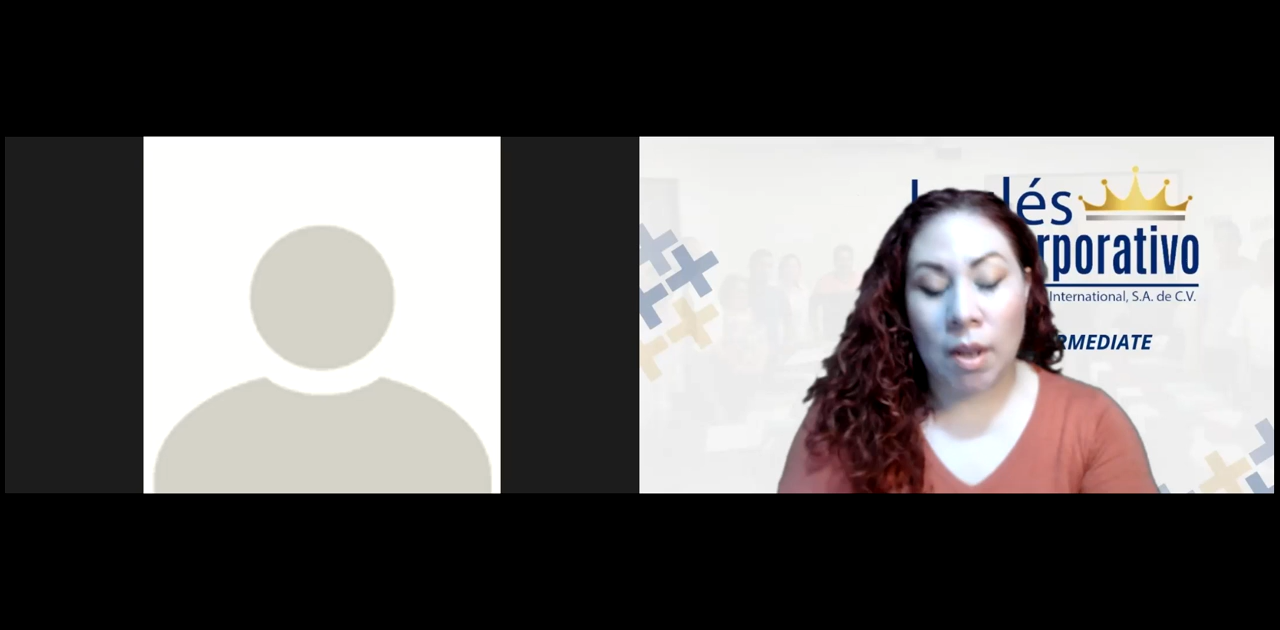 lés
rporativo
International, S.A. de C.V.
RMEDIATE